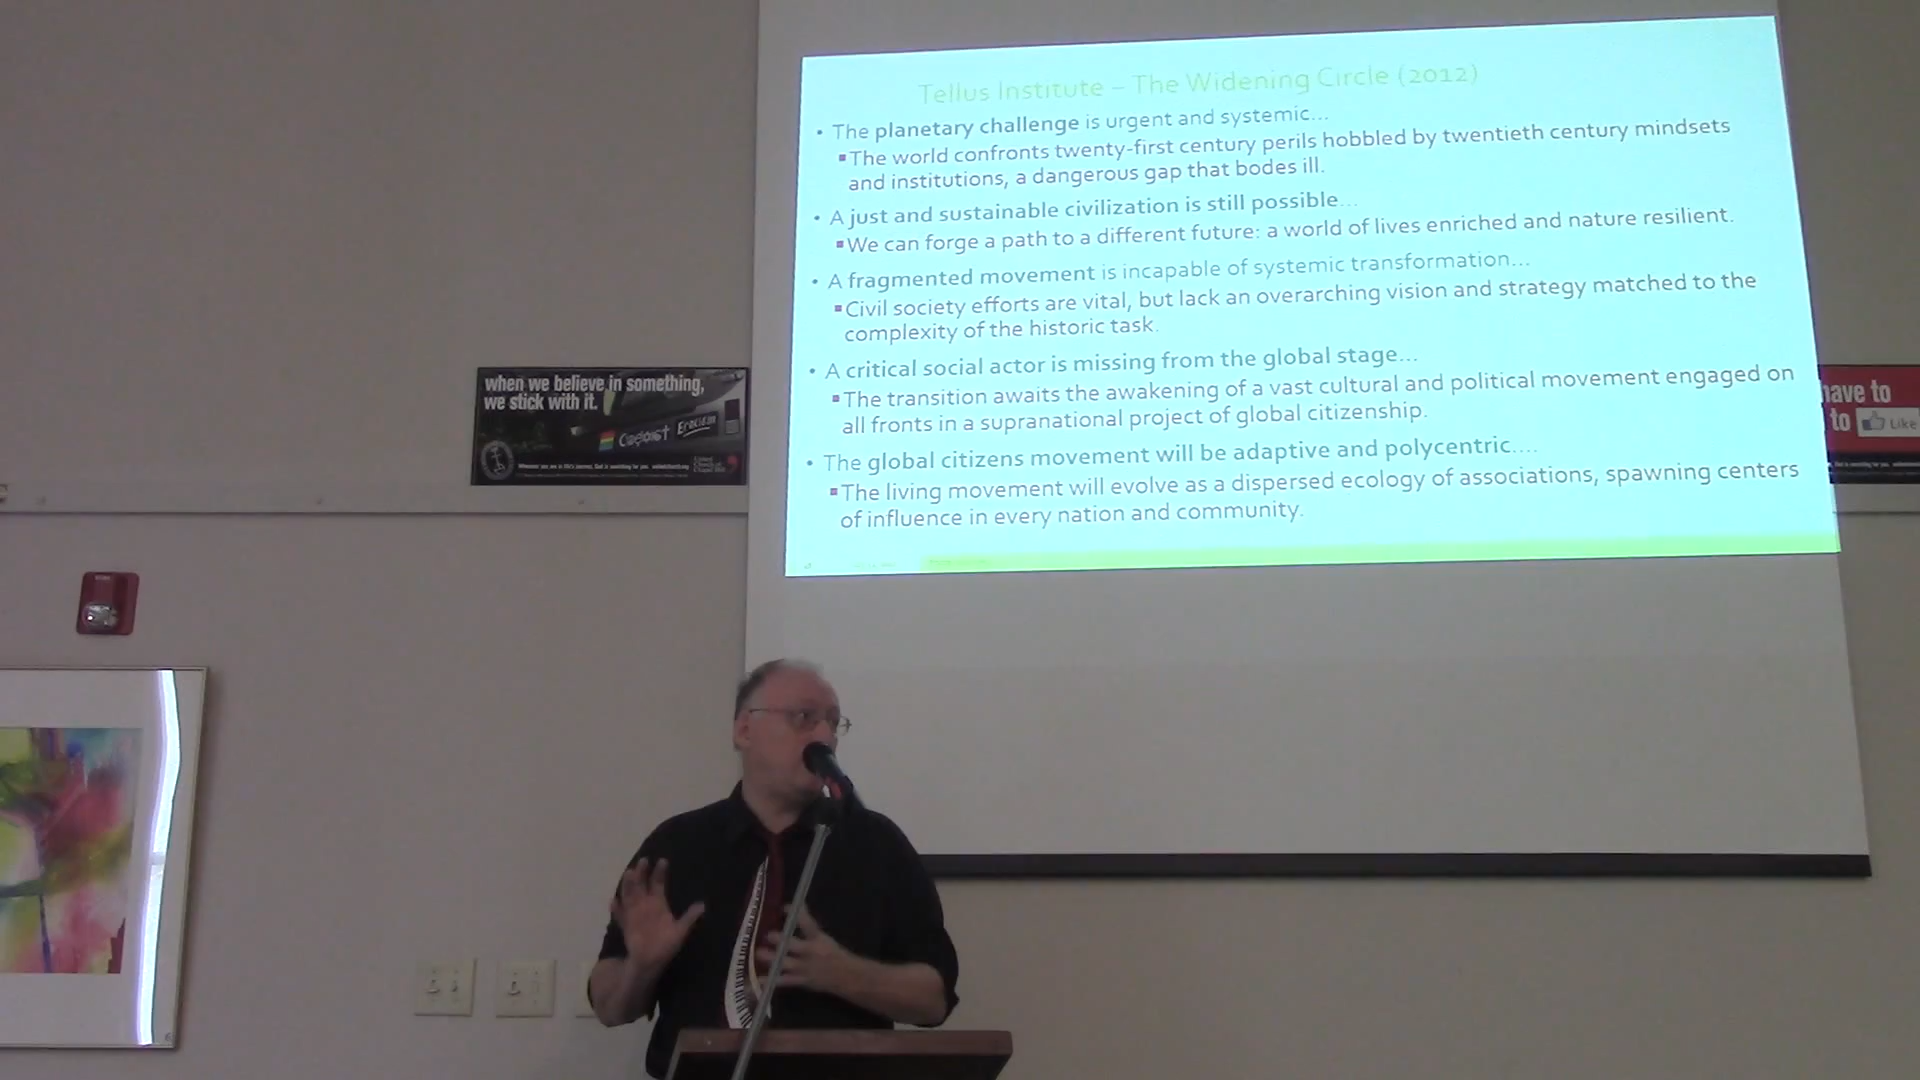 Tellus Institute – The Widening Circle (2012)
• The planetary challenge is urgent and systemic...
▪The world confronts twenty-first century perils hobbled by twentieth century mindsets
and institutions, a dangerous gap that bodes ill.
• A just and sustainable civilization is still possible...
▪We can forge a path to a different future: a world of lives enriched and nature resilient.
• A fragmented movement is incapable of systemic transformation...
▪Civil society efforts are vital, but lack an overarching vision and strategy matched to the
complexity of the historic task.
• A critical social actor is missing from the global stage...
▪The transition awaits the awakening of a vast cultural and political movement engaged on
all fronts in a supranational project of global citizenship.
• The global citizens movement will be adaptive and polycentric....
▪The living movement will evolve as a dispersed ecology of associations, spawning centers
of influence in every nation and community.
when we believe in something,
we stick with it.
Coexist
have to
to Like